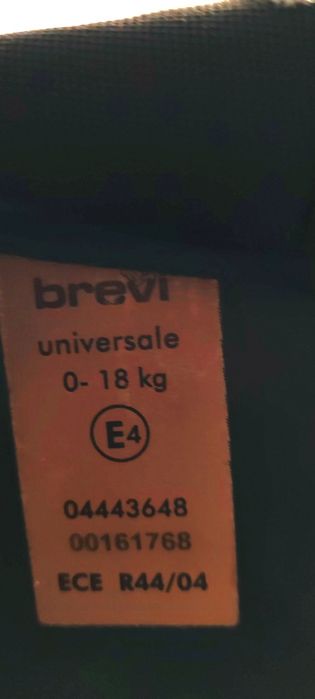 brevi
universale
0- 18 kg
E4
04443648
00161768
ECE R44/04